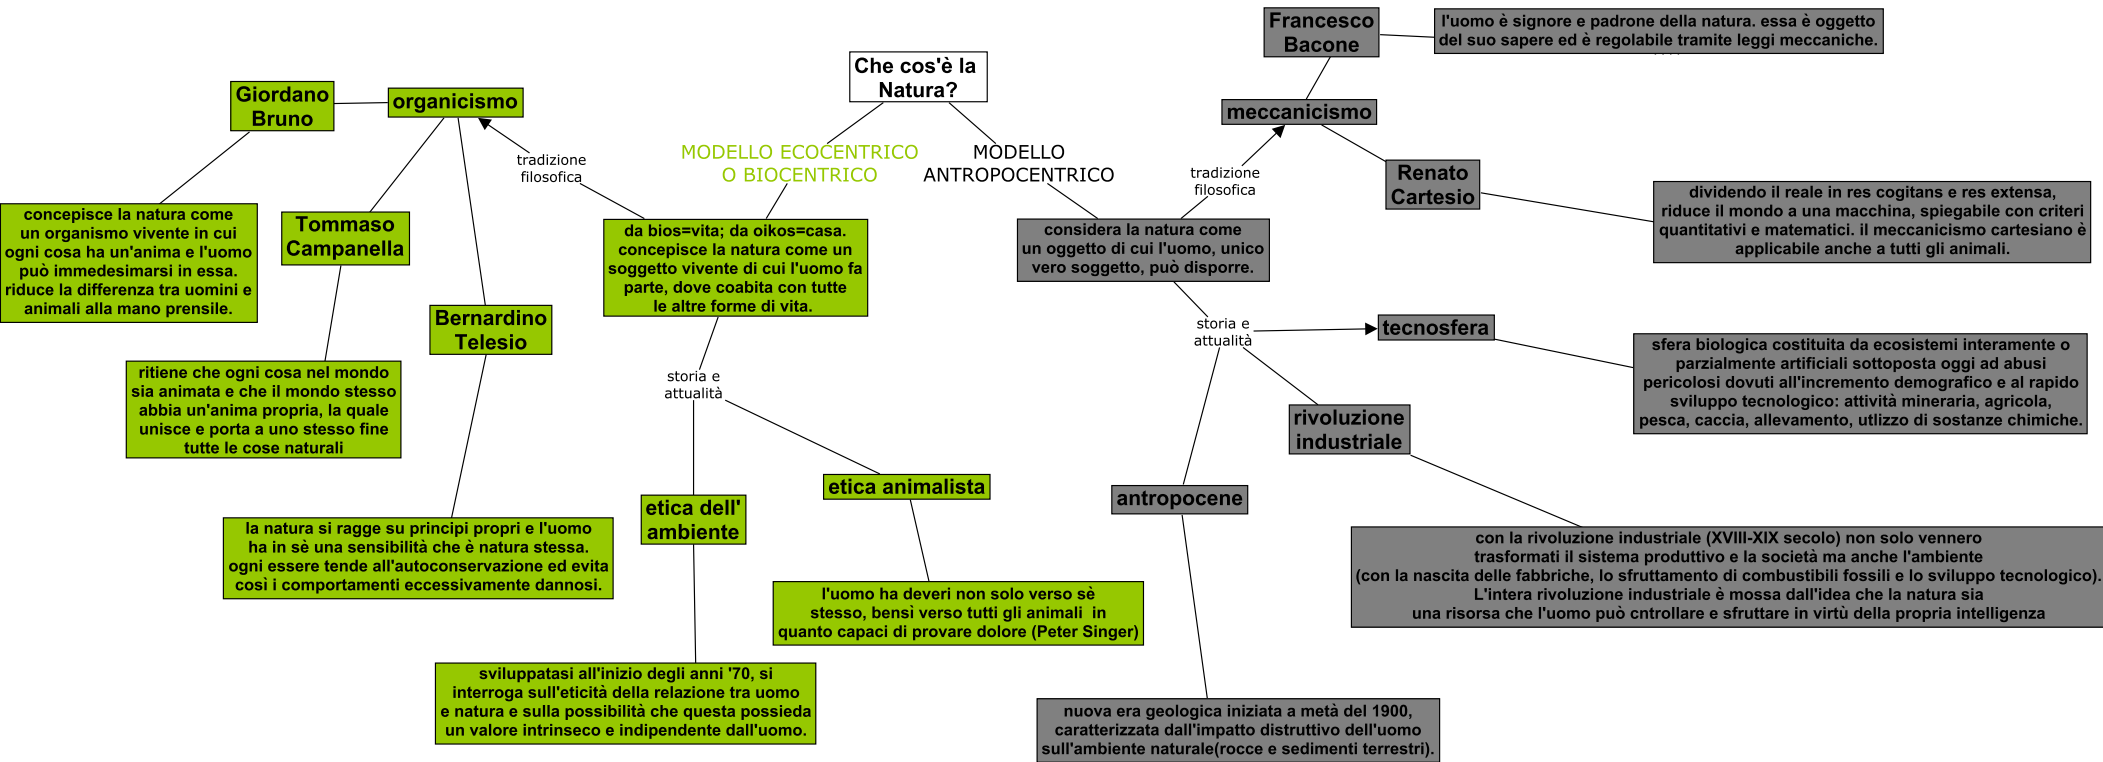 Che cos'è la
Natura?
MODELLO ECOCENTRICO
O BIOCENTRICO
MODELLO
ANTROPOCENTRICO
da bios=vita; da oikos=casa.
concepisce la natura come un
soggetto vivente di cui l'uomo fa
parte, dove coabita con tutte
le altre forme di vita.
tradizione
filosofica
organicismo
Giordano
Bruno
concepisce la natura come
un organismo vivente in cui
ogni cosa ha un'anima e l'uomo
può immedesimarsi in essa.
riduce la differenza tra uomini e
animali alla mano prensile.
Tommaso
Campanella
ritiene che ogni cosa nel mondo
sia animata e che il mondo stesso
abbia un'anima propria, la quale
unisce e porta a uno stesso fine
tutte le cose naturali
Bernardino
Telesio
la natura si ragge su principi propri e l'uomo
ha in sè una sensibilità che è natura stessa.
ogni essere tende all'autoconservazione ed evita
così i comportamenti eccessivamente dannosi.
storia e
attualità
etica dell'
ambiente
sviluppatasi all'inizio degli anni '70, si
interroga sull'eticità della relazione tra uomo
e natura e sulla possibilità che questa possieda
un valore intrinseco e indipendente dall'uomo.
etica animalista
l'uomo ha deveri non solo verso sè
stesso, bensì verso tutti gli animali in
quanto capaci di provare dolore (Peter Singer)
considera la natura come
un oggetto di cui l'uomo, unico
vero soggetto, può disporre.
tradizione
filosofica
meccanicismo
Francesco
Bacone
l'uomo è signore e padrone della natura. essa è oggetto
del suo sapere ed è regolabile tramite leggi meccaniche.
Renato
Cartesio
dividendo il reale in res cogitans e res extensa,
riduce il mondo a una macchina, spiegabile con criteri
quantitativi e matematici. il meccanicismo cartesiano è
applicabile anche a tutti gli animali.
storia e
attualità
tecnosfera
sfera biologica costituita da ecosistemi interamente o
parzialmente artificiali sottoposta oggi ad abusi
pericolosi dovuti all'incremento demografico e al rapido
sviluppo tecnologico: attività mineraria, agricola,
pesca, caccia, allevamento, utlizzo di sostanze chimiche.
rivoluzione
industriale
con la rivoluzione industriale (XVIII-XIX secolo) non solo vennero
trasformati il sistema produttivo e la società ma anche l'ambiente
(con la nascita delle fabbriche, lo sfruttamento di combustibili fossili e lo sviluppo tecnologico).
L'intera rivoluzione industriale è mossa dall'idea che la natura sia
una risorsa che l'uomo può cntrollare e sfruttare in virtù della propria intelligenza
antropocene
nuova era geologica iniziata a metà del 1900,
caratterizzata dall'impatto distruttivo dell'uomo
sull'ambiente naturale(rocce e sedimenti terrestri).